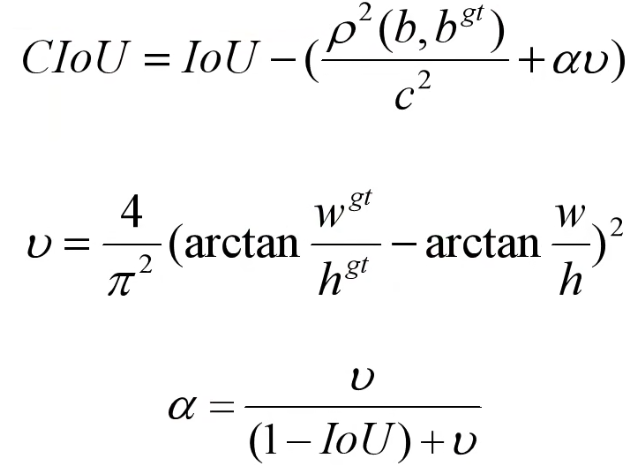 CIoU = IoU − (ρ²(b, b^gt) / c² + αυ)
υ = 4 / π² (arctan w^gt / h^gt − arctan w / h)²
α = υ / ((1 − IoU) + υ)